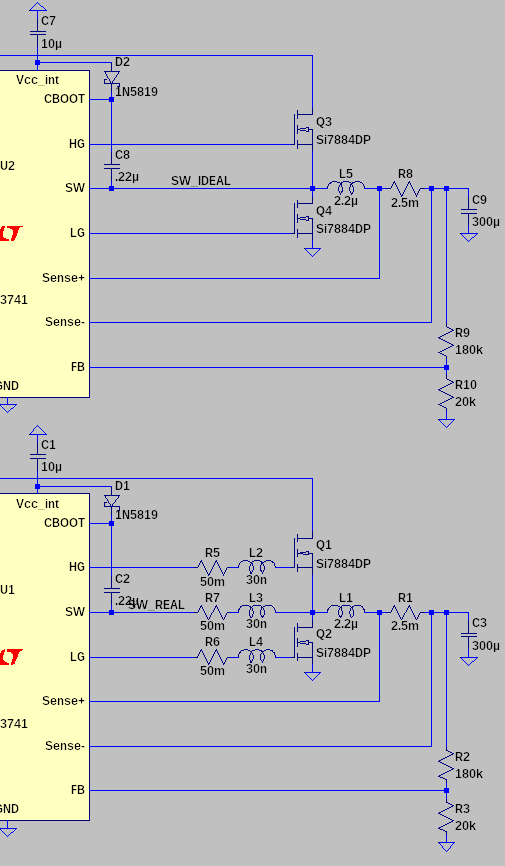 C7
10µ
D2
Vcc_int
1N5819
CBOOT
Q3
HG
Si7884DP
C8
U2
.22µ
SW_IDEAL
L5
R8
SW
2.2µ
2.5m
C9
Q4
300µ
LG
Si7884DP
Sense+
3741
Sense-
R9
180k
FB
R10
GND
20k
C1
10µ
D1
Vcc_int
1N5819
CBOOT
Q1
R5
L2
HG
Si7884DP
50m
30n
C2
U1
.22µ
SW_REAL
R7
L3
L1
R1
SW
50m
30n
2.2µ
2.5m
C3
Q2
300µ
R6
L4
LG
Si7884DP
50m
30n
Sense+
3741
Sense-
R2
180k
FB
R3
GND
20k